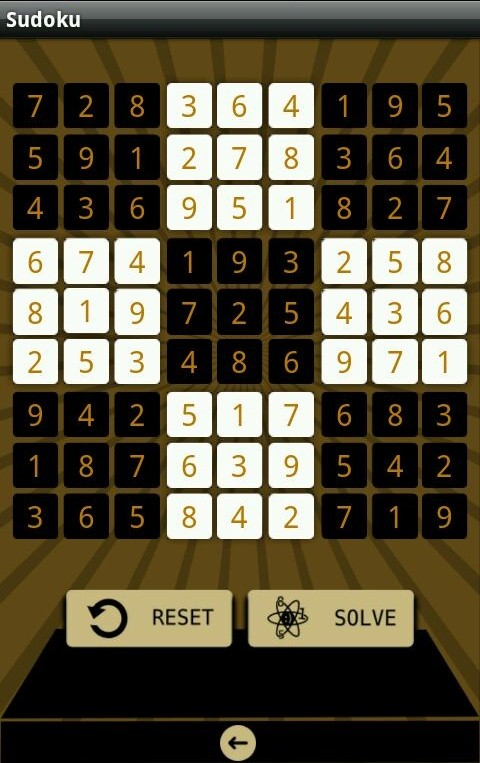 Sudoku
7 2 8 3 6 4 1 9 5
5 9 1 2 7 8 3 6 4
4 3 6 9 5 1 8 2 7
6 7 4 1 9 3 2 5 8
8 1 9 7 2 5 4 3 6
2 5 3 4 8 6 9 7 1
9 4 2 5 1 7 6 8 3
1 8 7 6 3 9 5 4 2
3 6 5 8 4 2 7 1 9
RESET SOLVE